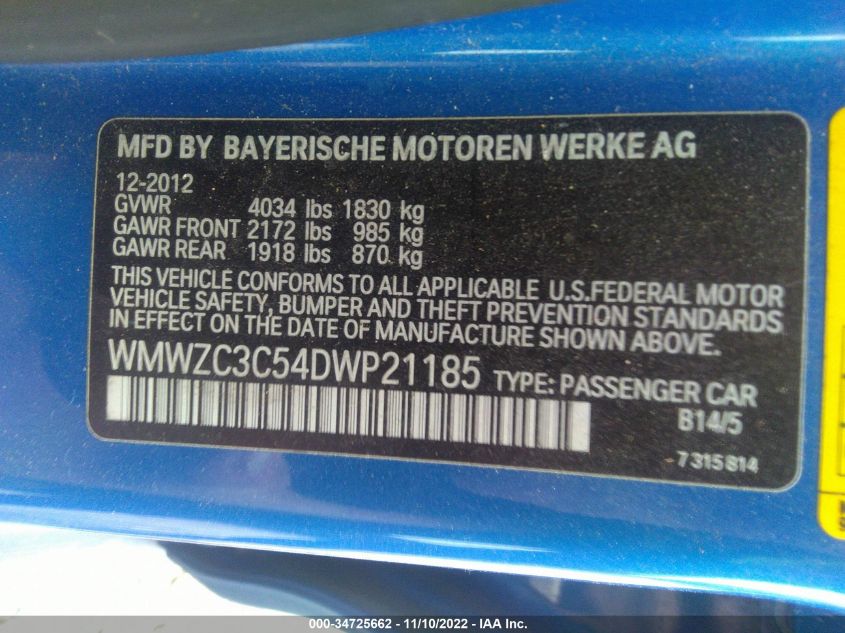 MFD BY BAYERISCHE MOTOREN WERKE AG
12-2012
GVWR 4034 lbs 1830 kg
GAWR FRONT 2172 lbs 985 kg
GAWR REAR 1918 lbs 870 kg
THIS VEHICLE CONFORMS TO ALL APPLICABLE U.S.FEDERAL MOTOR
VEHICLE SAFETY, BUMPER AND THEFT PREVENTION STANDARDS
IN EFFECT ON THE DATE OF MANUFACTURE SHOWN ABOVE.
WMWZC3C54DWP21185 TYPE: PASSENGER CAR
B14/5
7315814
000-34725662 - 11/10/2022 - IAA Inc.